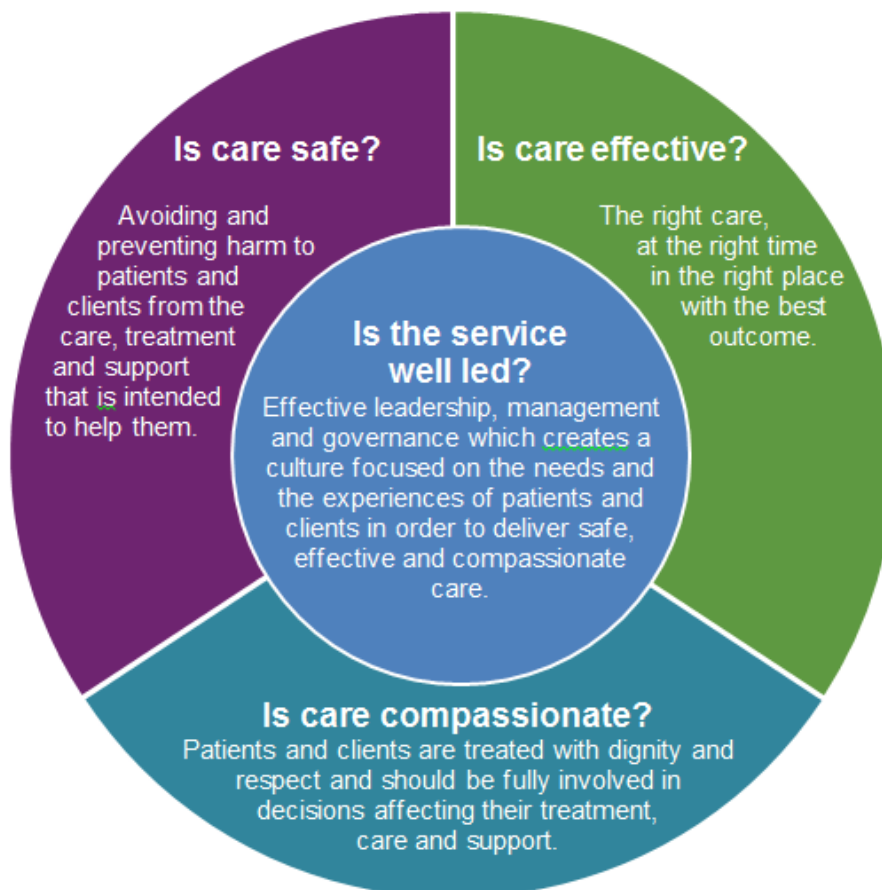 Is care safe?
Avoiding and
preventing harm to
patients and
clients from the
care, treatment
and support
that is intended
to help them.
Is care effective?
The right care,
at the right time
in the right place
with the best
outcome.
Is the service
well led?
Effective leadership, management
and governance which creates a
culture focused on the needs and
the experiences of patients and
clients in order to deliver safe,
effective and compassionate
care.
Is care compassionate?
Patients and clients are treated with dignity and
respect and should be fully involved in
decisions affecting their treatment,
care and support.